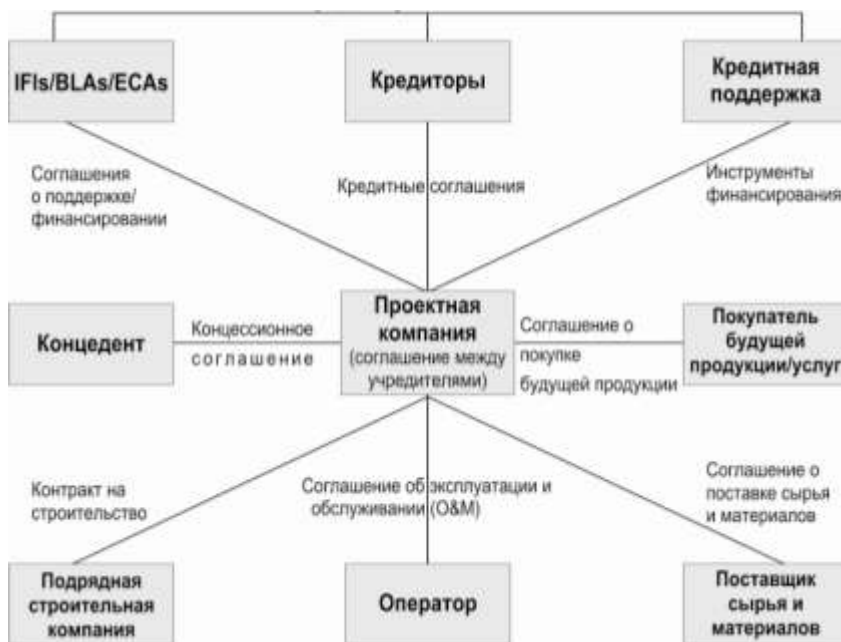 IFIs/BLAs/ECAs
Кредиторы
Кредитная
поддержка
Соглашения
о поддержке/
финансировании
Кредитные соглашения
Инструменты
финансирования
Концедент
Концессионное
соглашение
Проектная
компания
(соглашение между
учредителями)
Соглашение о
покупке
будущей продукции
Покупатель
будущей
продукции/услуг
Контракт на
строительство
Соглашение об эксплуатации и
обслуживании (O&M)
Соглашение о
поставке сырья
и материалов
Подрядная
строительная
компания
Оператор
Поставщик
сырья и
материалов